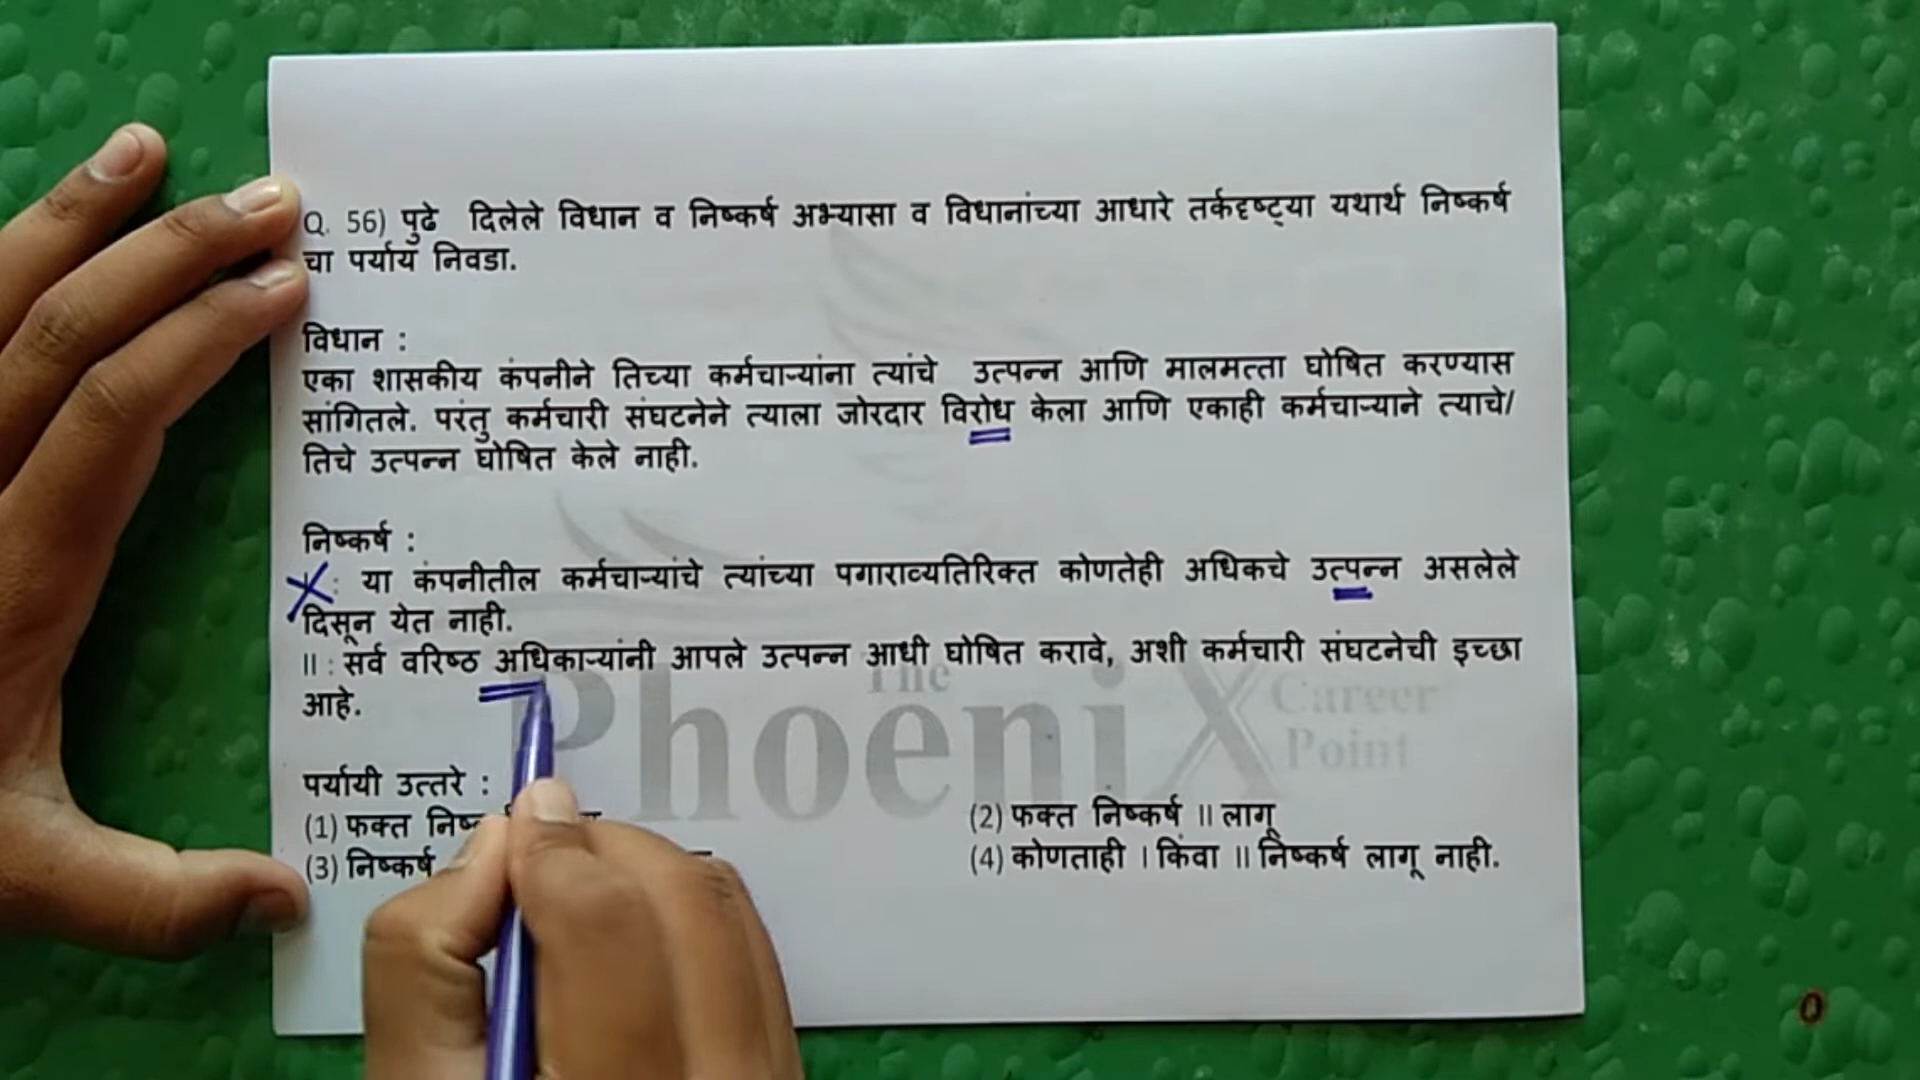 Q. 56) पुढे दिलेले विधान व निष्कर्ष अभ्यासा व विधानांच्या आधारे तर्कदृष्ट्या यथार्थ निष्कर्ष
चा पर्याय निवडा.
विधान :
एका शासकीय कंपनीने तिच्या कर्मचाऱ्यांना त्यांचे उत्पन्न आणि मालमत्ता घोषित करण्यास
सांगितले. परंतु कर्मचारी संघटनेने त्याला जोरदार विरोध केला आणि एकाही कर्मचाऱ्याने त्याचे/
तिचे उत्पन्न घोषित केले नाही.
निष्कर्ष :
: या कंपनीतील कर्मचाऱ्यांचे त्यांच्या पगाराव्यतिरिक्त कोणतेही अधिकचे उत्पन्न असलेले
दिसून येत नाही.
II : सर्व वरिष्ठ अधिकाऱ्यांनी आपले उत्पन्न आधी घोषित करावे, अशी कर्मचारी संघटनेची इच्छा
आहे.
The Phoenix Career Point
पर्यायी उत्तरे :
(1) फक्त (2) फक्त निष्कर्ष II लागू
(3) निष्कर्ष (4) कोणताही I किंवा II निष्कर्ष लागू नाही.